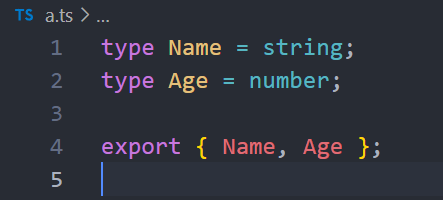 TS a.ts > ...
1 type Name = string;
2 type Age = number;
3
4 export { Name, Age };
5